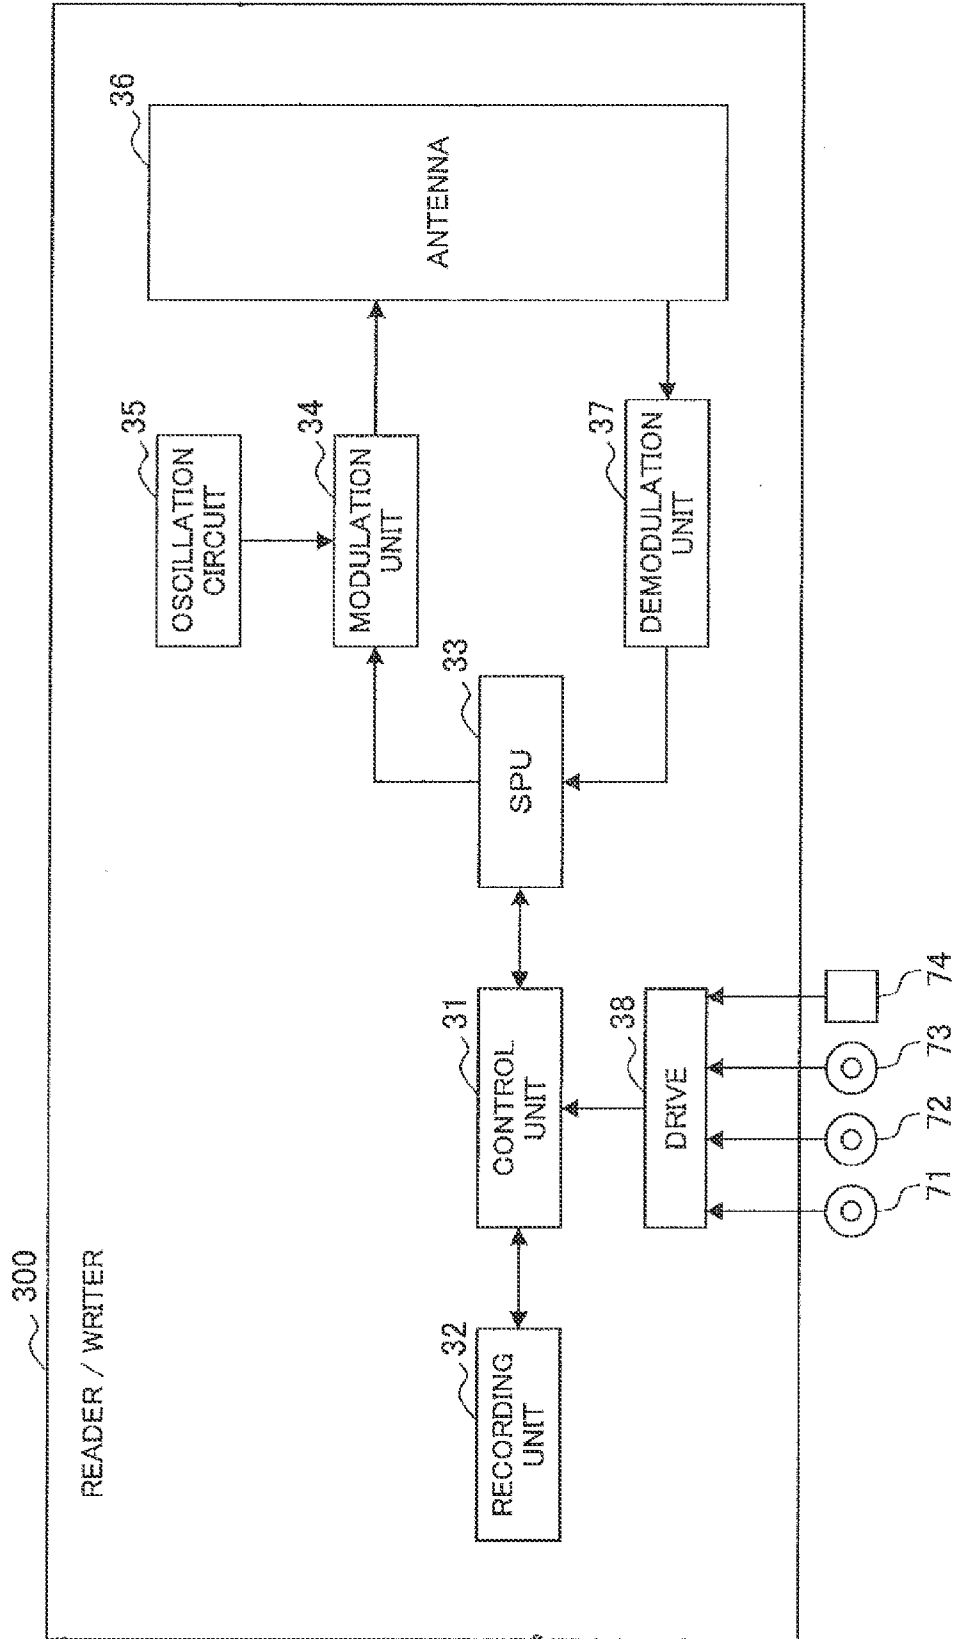 300
READER / WRITER
36
ANTENNA
35
OSCILLATION
CIRCUIT
34
MODULATION
UNIT
37
DEMODULATION
UNIT
33
SPU
31
CONTROL
UNIT
32
RECORDING
UNIT
38
DRIVE
71
72
73
74